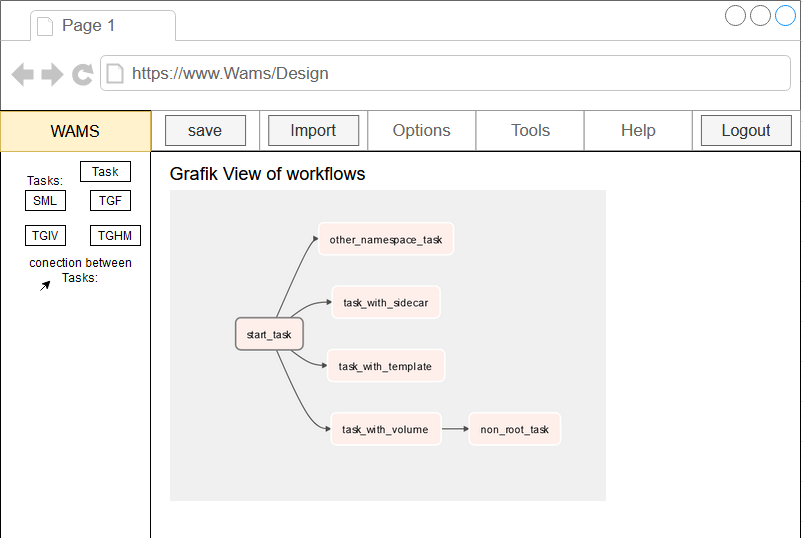 Page 1
https://www.Wams/Design
WAMS
save
Import
Options
Tools
Help
Logout
Task
Tasks:
SML
TGF
TGIV
TGHM
conection between
Tasks:
Grafik View of workflows
other_namespace_task
task_with_sidecar
start_task
task_with_template
task_with_volume
non_root_task